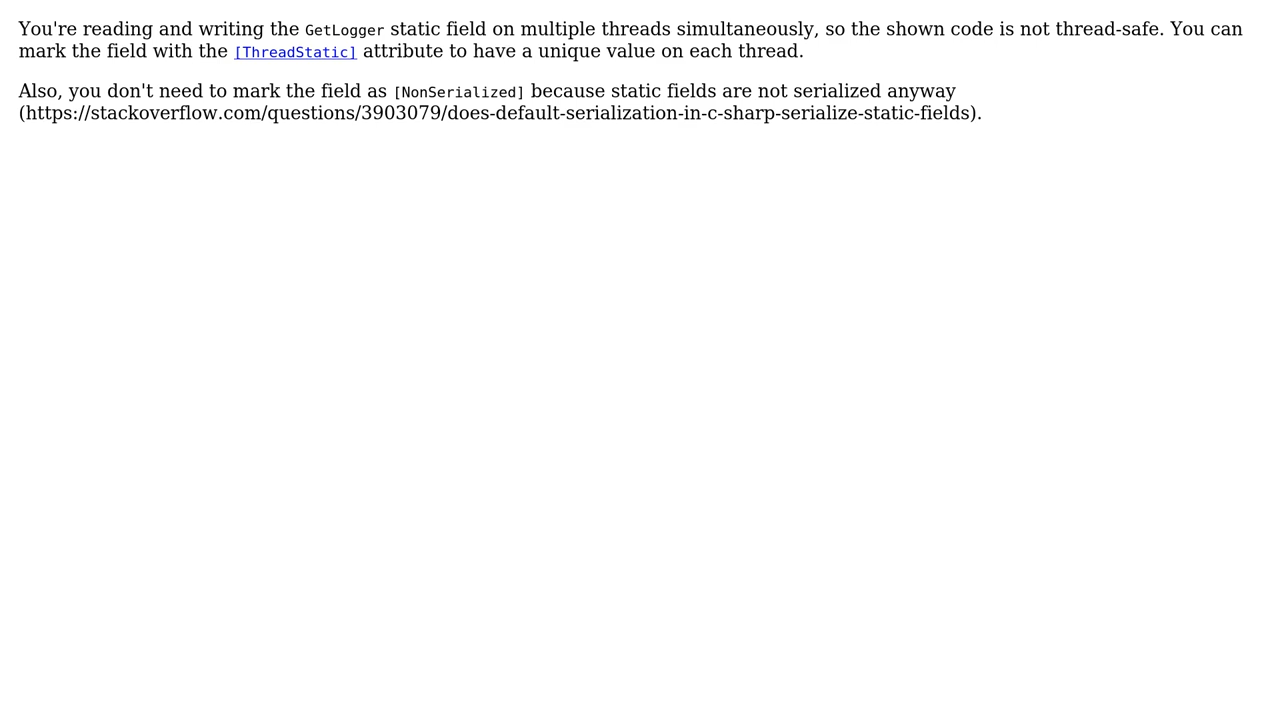 You're reading and writing the GetLogger static field on multiple threads simultaneously, so the shown code is not thread-safe. You can
mark the field with the [ThreadStatic] attribute to have a unique value on each thread.
Also, you don't need to mark the field as [NonSerialized] because static fields are not serialized anyway
(https://stackoverflow.com/questions/3903079/does-default-serialization-in-c-sharp-serialize-static-fields).